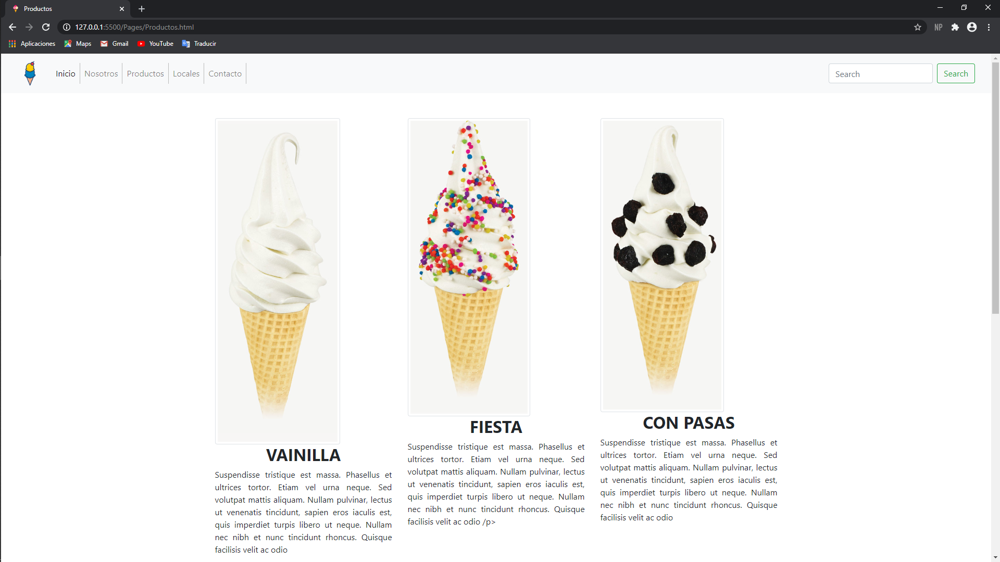 Productos
127.0.0.1:5500/Pages/Productos.html
NP
Aplicaciones Maps Gmail YouTube Traducir
Inicio Nosotros Productos Locales Contacto
Search Search
VAINILLA
Suspendisse tristique est massa. Phasellus et
ultrices tortor. Etiam vel urna neque. Sed
volutpat mattis aliquam. Nullam pulvinar, lectus
ut venenatis tincidunt, sapien eros iaculis est,
quis imperdiet turpis libero ut neque. Nullam
nec nibh et nunc tincidunt rhoncus. Quisque
facilisis velit ac odio
FIESTA
Suspendisse tristique est massa. Phasellus et
ultrices tortor. Etiam vel urna neque. Sed
volutpat mattis aliquam. Nullam pulvinar, lectus
ut venenatis tincidunt, sapien eros iaculis est,
quis imperdiet turpis libero ut neque. Nullam
nec nibh et nunc tincidunt rhoncus. Quisque
facilisis velit ac odio /p>
CON PASAS
Suspendisse tristique est massa. Phasellus et
ultrices tortor. Etiam vel urna neque. Sed
volutpat mattis aliquam. Nullam pulvinar, lectus
ut venenatis tincidunt, sapien eros iaculis est,
quis imperdiet turpis libero ut neque. Nullam
nec nibh et nunc tincidunt rhoncus. Quisque
facilisis velit ac odio